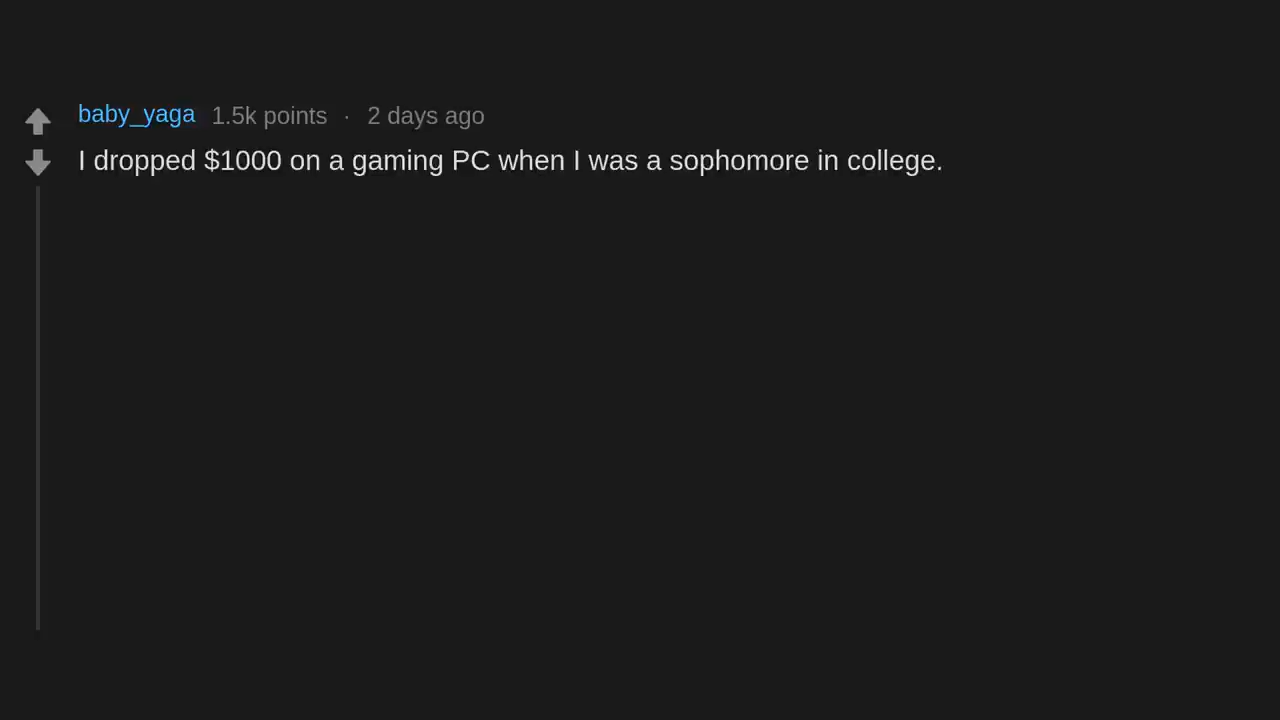 baby_yaga 1.5k points · 2 days ago
I dropped $1000 on a gaming PC when I was a sophomore in college.